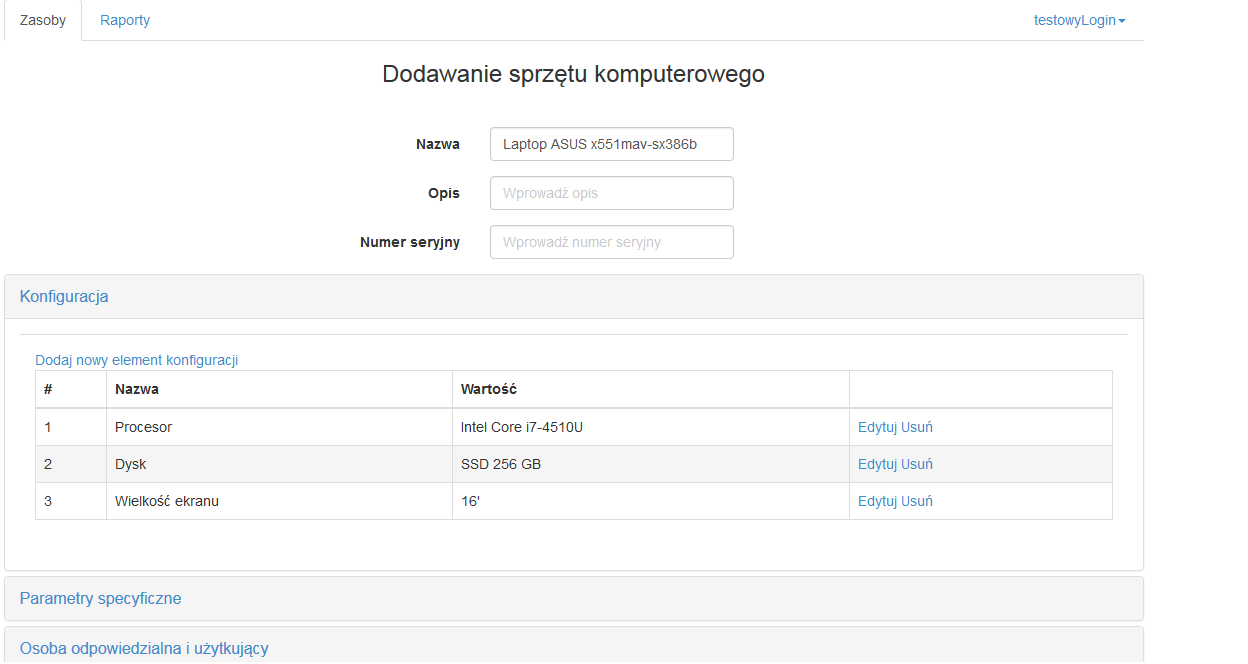 Zasoby Raporty testowyLogin
Dodawanie sprzętu komputerowego
Nazwa Laptop ASUS x551mav-sx386b
Opis Wprowadź opis
Numer seryjny Wprowadź numer seryjny
Konfiguracja
Dodaj nowy element konfiguracji
# Nazwa Wartość
1 Procesor Intel Core i7-4510U Edytuj Usuń
2 Dysk SSD 256 GB Edytuj Usuń
3 Wielkość ekranu 16' Edytuj Usuń
Parametry specyficzne
Osoba odpowiedzialna i użytkujący